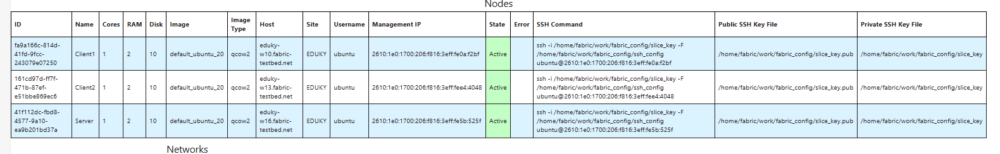 Nodes
ID Name Cores RAM Disk Image Image Type Host Site Username Management IP State Error SSH Command Public SSH Key File Private SSH Key File
fa9a166c-814d-41fd-9fcc-243079e07250 Client1 1 2 10 default_ubuntu_20 qcow2 eduky-w10.fabric-testbed.net EDUKY ubuntu 2610:1e0:1700:206:f816:3eff:fe0a:f2bf Active ssh -i /home/fabric/work/fabric_config/slice_key -F /home/fabric/work/fabric_config/ssh_config ubuntu@2610:1e0:1700:206:f816:3eff:fe0a:f2bf /home/fabric/work/fabric_config/slice_key.pub /home/fabric/work/fabric_config/slice_key
161cd97d-ff7f-471b-87ef-e51bbe869ec6 Client2 1 2 10 default_ubuntu_20 qcow2 eduky-w13.fabric-testbed.net EDUKY ubuntu 2610:1e0:1700:206:f816:3eff:fee4:4048 Active ssh -i /home/fabric/work/fabric_config/slice_key -F /home/fabric/work/fabric_config/ssh_config ubuntu@2610:1e0:1700:206:f816:3eff:fee4:4048 /home/fabric/work/fabric_config/slice_key.pub /home/fabric/work/fabric_config/slice_key
41f112dc-fbd8-4577-9a10-ea9b201bd37a Server 1 2 10 default_ubuntu_20 qcow2 eduky-w16.fabric-testbed.net EDUKY ubuntu 2610:1e0:1700:206:f816:3eff:fe5b:525f Active ssh -i /home/fabric/work/fabric_config/slice_key -F /home/fabric/work/fabric_config/ssh_config ubuntu@2610:1e0:1700:206:f816:3eff:fe5b:525f /home/fabric/work/fabric_config/slice_key.pub /home/fabric/work/fabric_config/slice_key
Networks